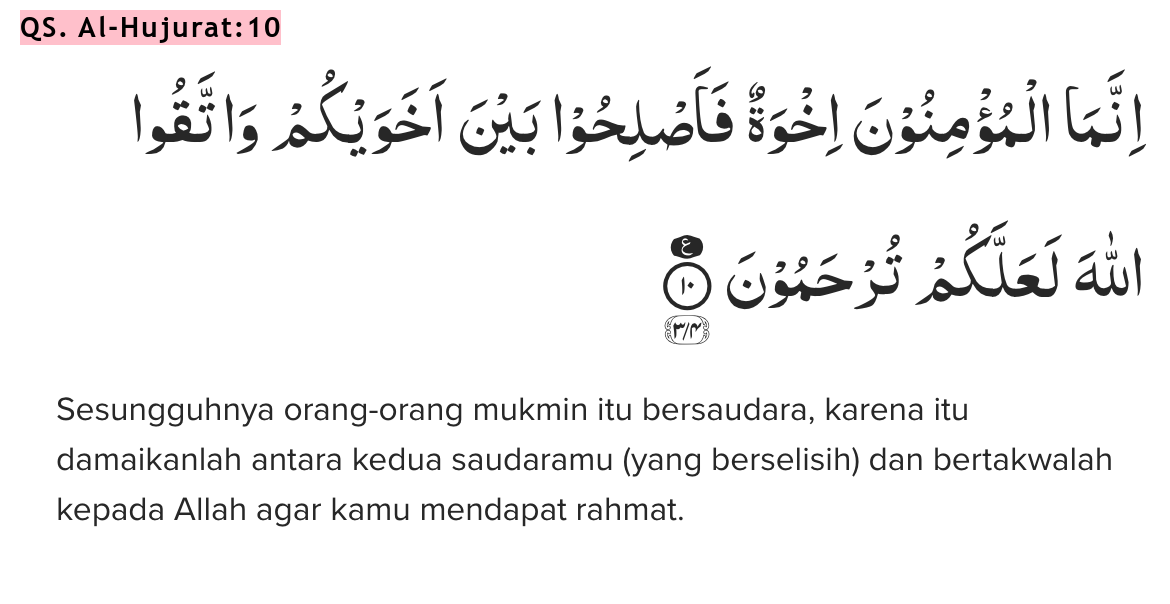 QS. Al-Hujurat:10
اِنَّمَا الْمُؤْمِنُوْنَ اِخْوَةٌ فَاَصْلِحُوْا بَيْنَ اَخَوَيْكُمْ وَاتَّقُوا
اللّٰهَ لَعَلَّكُمْ تُرْحَمُوْنَ
ع
١٠
٣/٤
Sesungguhnya orang-orang mukmin itu bersaudara, karena itu
damaikanlah antara kedua saudaramu (yang berselisih) dan bertakwalah
kepada Allah agar kamu mendapat rahmat.